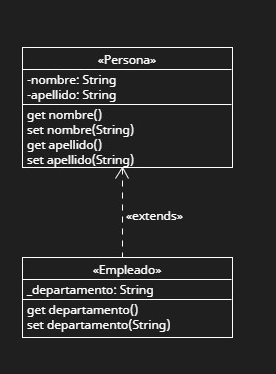 «Persona»
-nombre: String
-apellido: String
get nombre()
set nombre(String)
get apellido()
set apellido(String)
«extends»
«Empleado»
_departamento: String
get departamento()
set departamento(String)